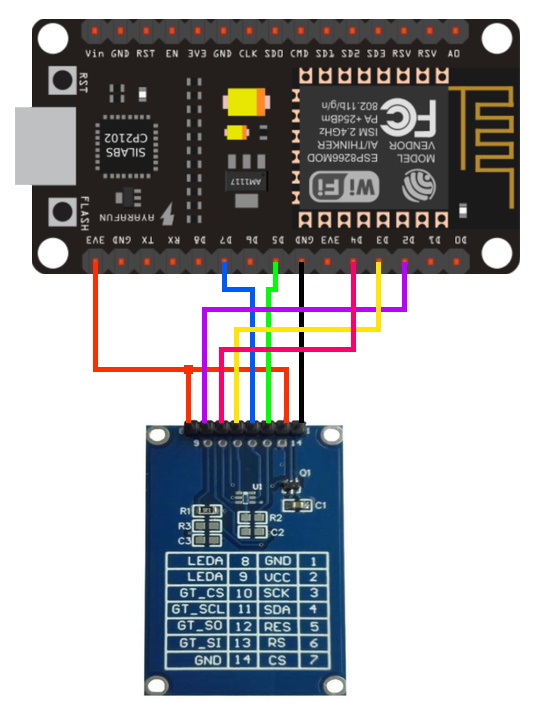 Vin GND RST EN 3V3 GND CLK SD0 CMD SD1 SD2 SD3 RSV RSV A0
RST
SILABS
CP2102
AM1117
MODEL
VENDOR
ESP8266MOD
AI/THINKER
ISM 2.4GHz
PA +25dBm
802.11b/g/n
FC
Wi Fi
FLASH
AYARAFUN
3V3 GND TX RX D8 D7 D6 D5 GND 3V3 D4 D3 D2 D1 D0
9 14
Q1
U1
R1 C1
R3 R2
C3 C2
LEDA 8 GND 1
LEDA 9 VCC 2
GT_CS 10 SCK 3
GT_SCL 11 SDA 4
GT_SO 12 RES 5
GT_SI 13 RS 6
GND 14 CS 7